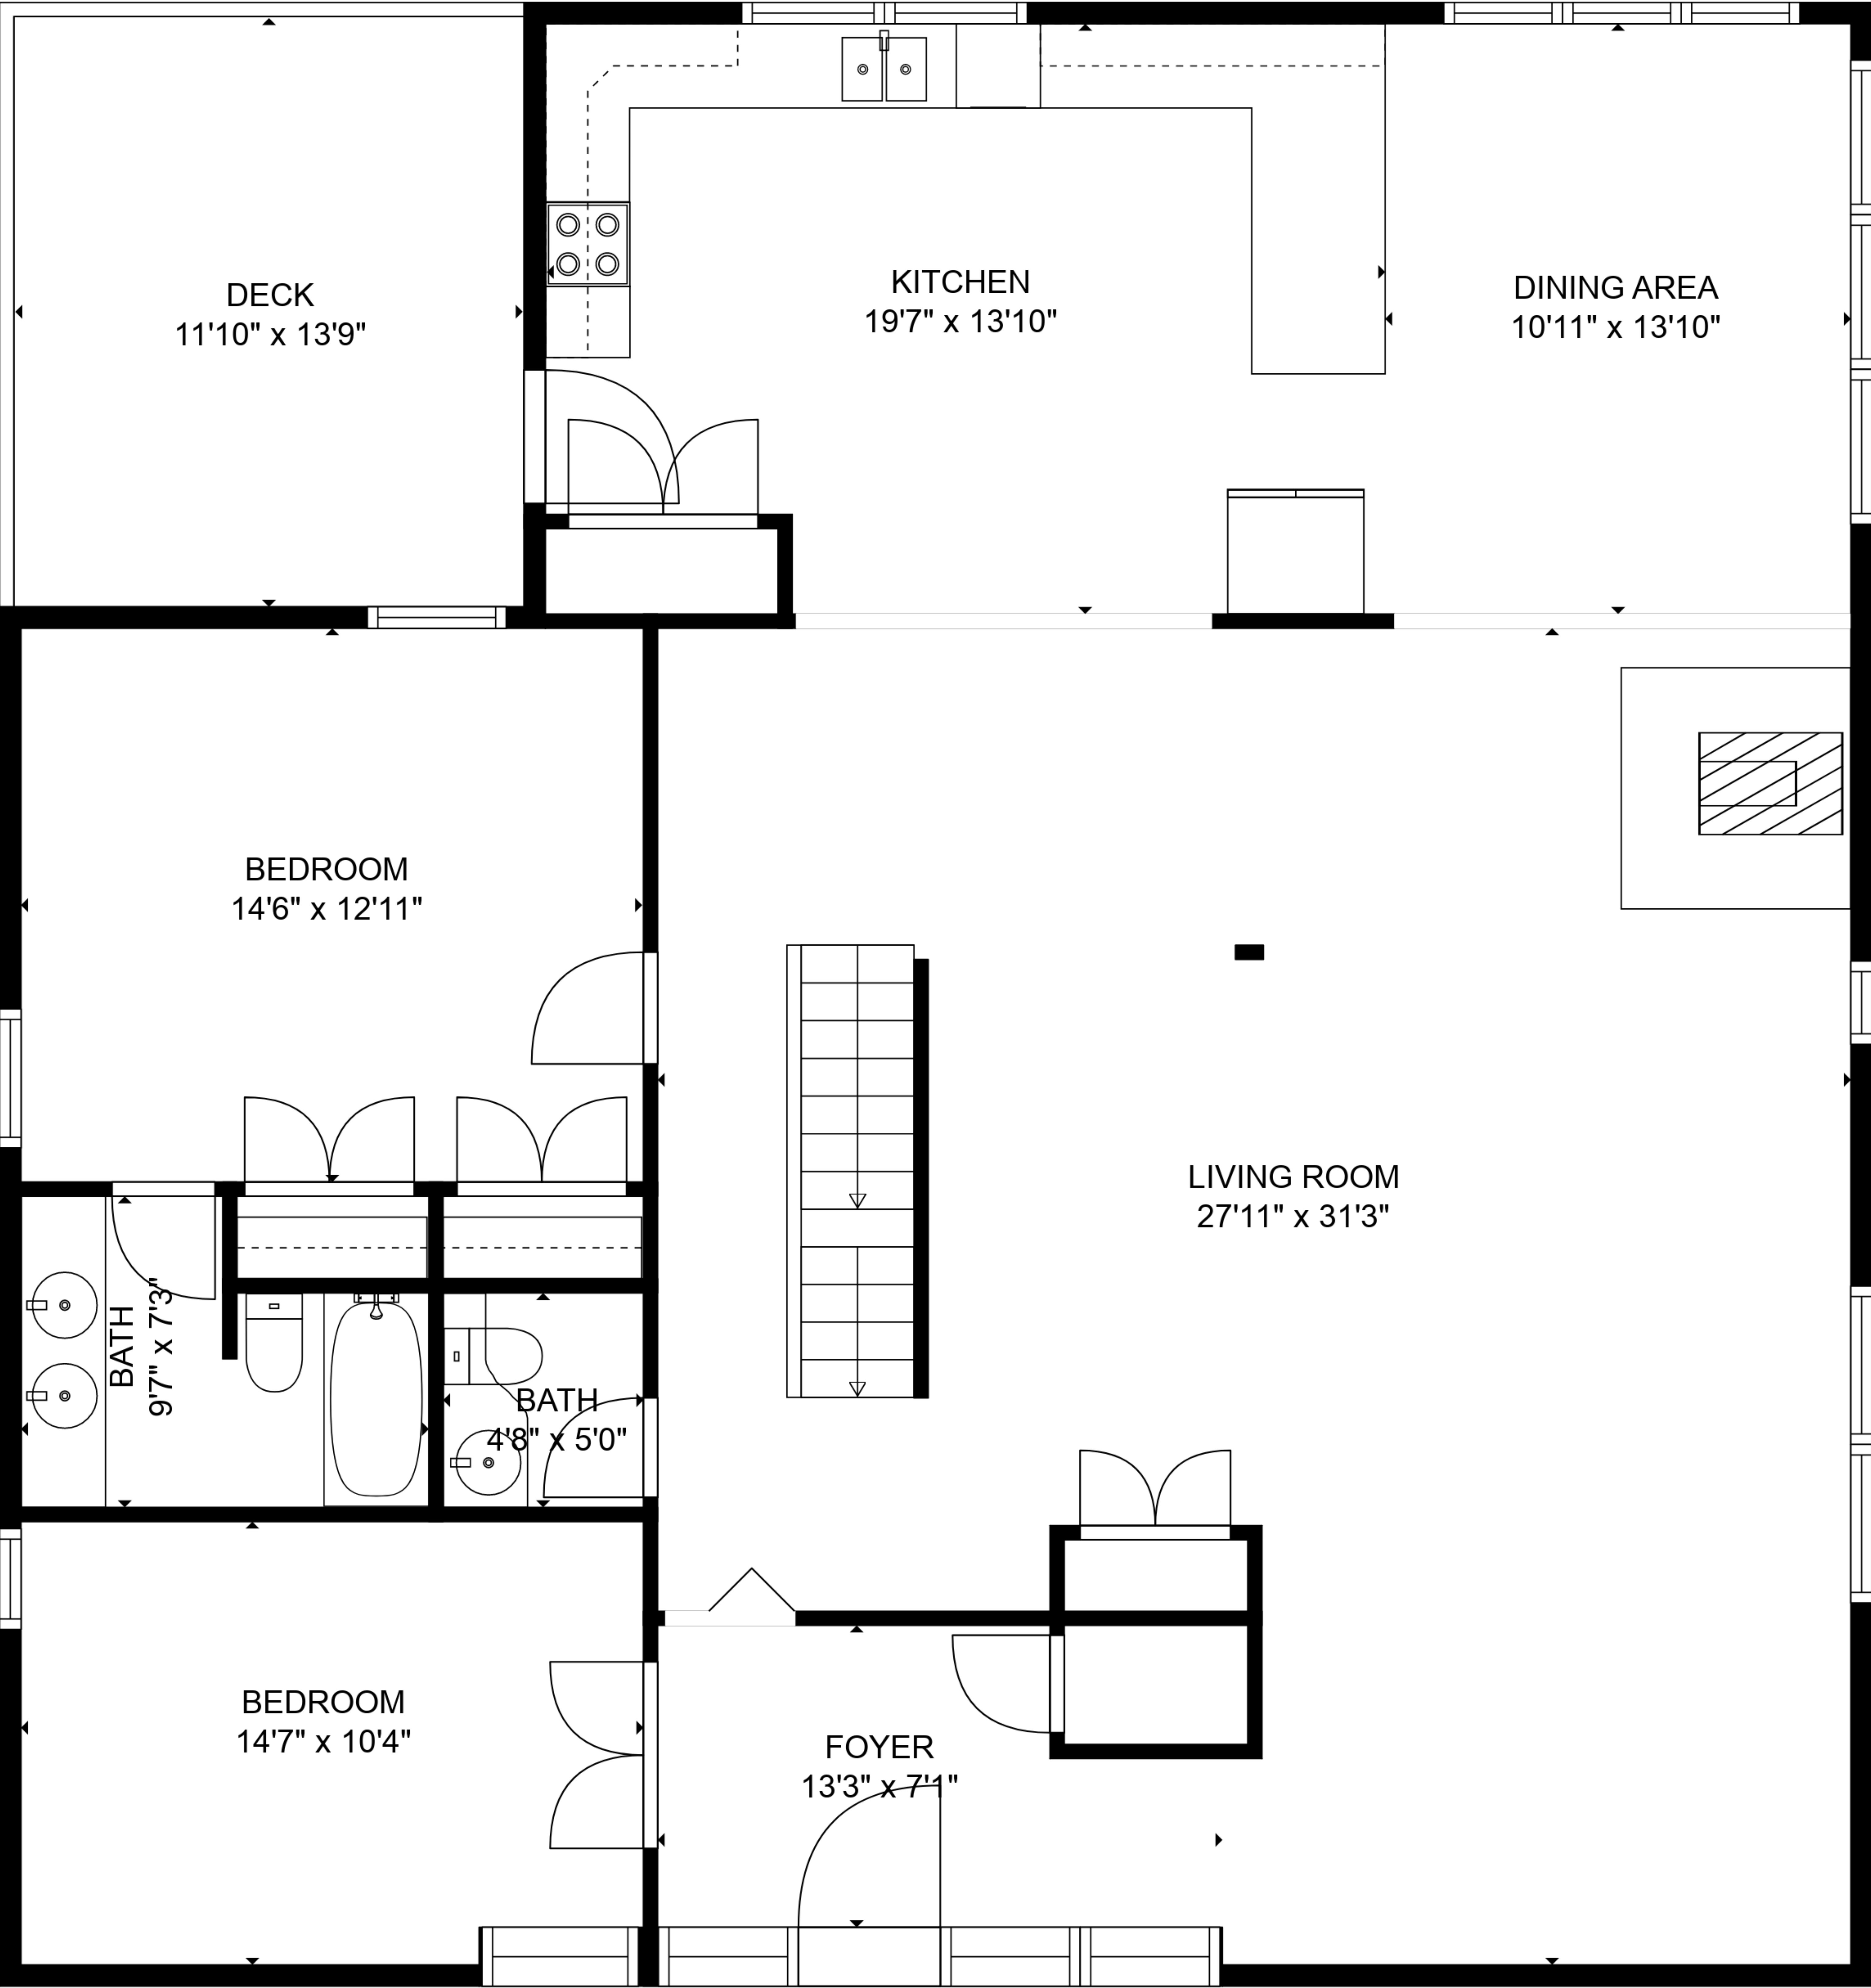 DECK
11'10" x 13'9"
KITCHEN
19'7" x 13'10"
DINING AREA
10'11" x 13'10"
BEDROOM
14'6" x 12'11"
LIVING ROOM
27'11" x 31'3"
BATH
9'7" x 7'3"
BATH
4'8" x 5'0"
BEDROOM
14'7" x 10'4"
FOYER
13'3" x 7'1"